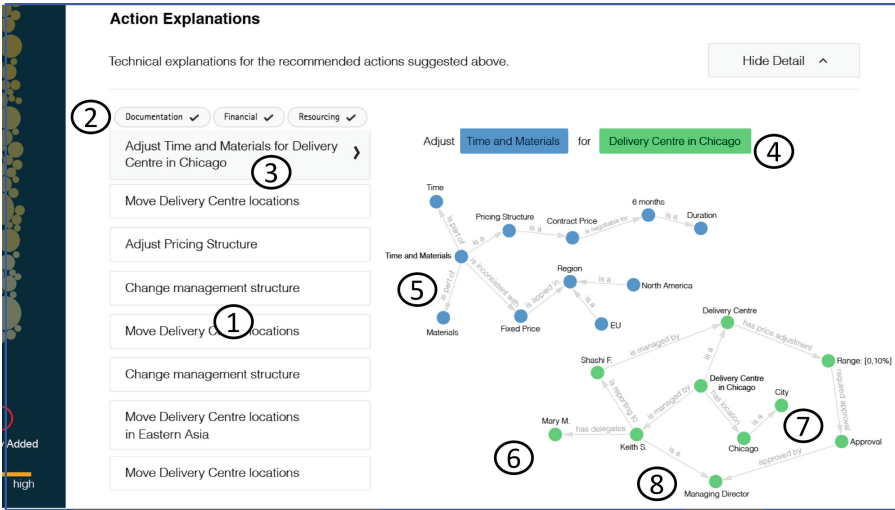 Action Explanations
Technical explanations for the recommended actions suggested above.
Hide Detail
2
Documentation
Financial
Resourcing
Adjust Time and Materials for Delivery
Centre in Chicago
3
Move Delivery Centre locations
Adjust Pricing Structure
Change management structure
1
Move Delivery Centre locations
Change management structure
Move Delivery Centre locations
in Eastern Asia
Move Delivery Centre locations
Added
high
Adjust Time and Materials for Delivery Centre in Chicago
4
Time
is part of
Pricing Structure
is a
is a
Contract Price
is negotiable for
6 months
is a
Duration
Time and Materials
5
is part of
Materials
is inconsistent with
Fixed Price
is applied in
Region
is a
North America
is a
EU
Delivery Centre
has price adjustment
is managed by
is a
Shashi F.
Range: [0,10%]
Delivery Centre
in Chicago
City
is reporting to
is managed by
has location
is a
required approval
7
Mary M.
has delegates
Keith S.
Chicago
Approval
6
is a
approved by
8
Managing Director